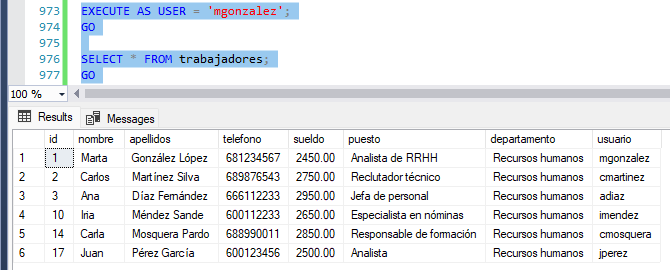 973 EXECUTE AS USER = 'mgonzalez';
974 GO
975
976 SELECT * FROM trabajadores;
977 GO
100 %
Results Messages
id nombre apellidos telefono sueldo puesto departamento usuario
1 1 Marta González López 681234567 2450.00 Analista de RRHH Recursos humanos mgonzalez
2 2 Carlos Martínez Silva 689876543 2750.00 Reclutador técnico Recursos humanos cmartinez
3 3 Ana Díaz Fernández 666112233 2950.00 Jefa de personal Recursos humanos adiaz
4 10 Iria Méndez Sande 600112233 2650.00 Especialista en nóminas Recursos humanos imendez
5 14 Carla Mosquera Pardo 688990011 2850.00 Responsable de formación Recursos humanos cmosquera
6 17 Juan Pérez García 600123456 2500.00 Analista Recursos humanos jperez